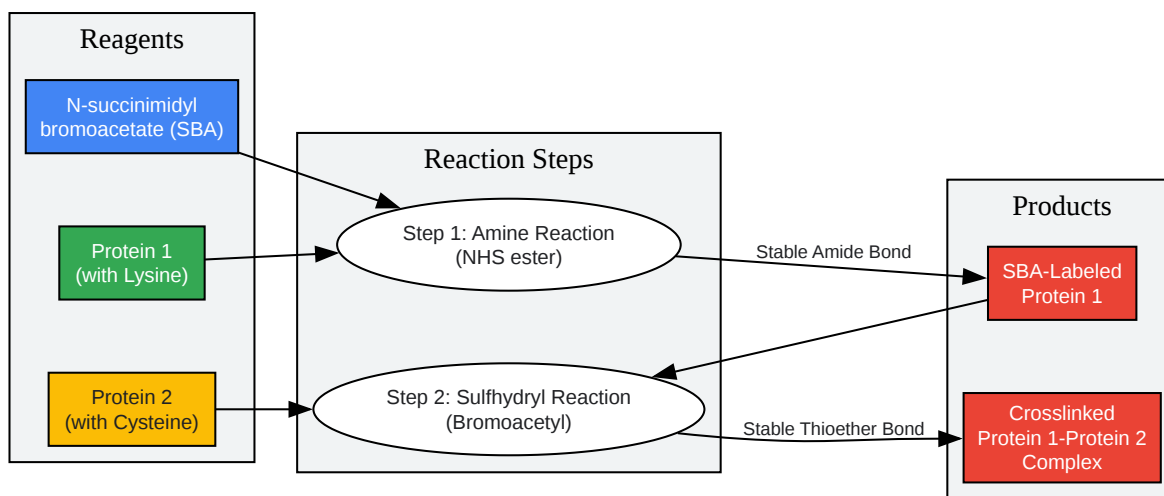 Reagents
N-succinimidyl
bromoacetate (SBA)
Protein 1
(with Lysine)
Protein 2
(with Cysteine)
Reaction Steps
Step 1: Amine Reaction
(NHS ester)
Step 2: Sulfhydryl Reaction
(Bromoacetyl)
Stable Amide Bond
Stable Thioether Bond
Products
SBA-Labeled
Protein 1
Crosslinked
Protein 1-Protein 2
Complex